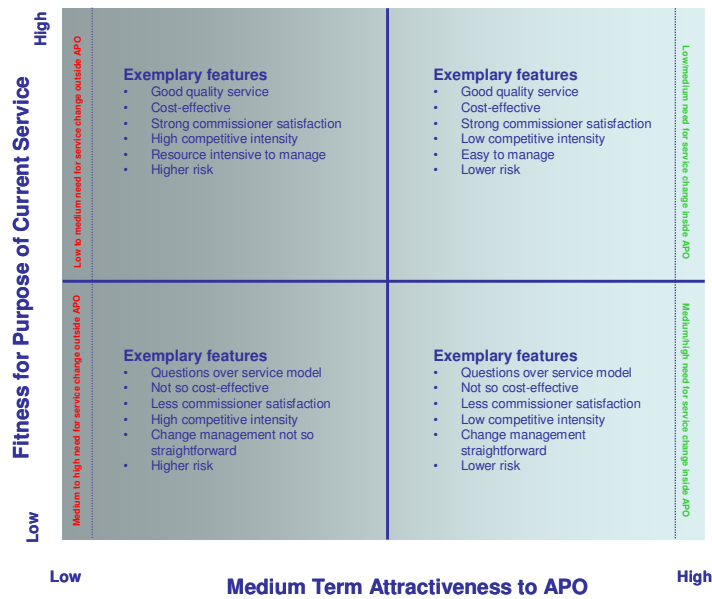 High
Fitness for Purpose of Current Service
Low
Low to medium need for service change outside APO
Exemplary features
• Good quality service
• Cost-effective
• Strong commissioner satisfaction
• High competitive intensity
• Resource intensive to manage
• Higher risk
Exemplary features
• Good quality service
• Cost-effective
• Strong commissioner satisfaction
• Low competitive intensity
• Easy to manage
• Lower risk
Low/medium need for service change inside APO
Medium to high need for service change outside APO
Exemplary features
• Questions over service model
• Not so cost-effective
• Less commissioner satisfaction
• High competitive intensity
• Change management not so
straightforward
• Higher risk
Exemplary features
• Questions over service model
• Not so cost-effective
• Less commissioner satisfaction
• Low competitive intensity
• Change management
straightforward
• Lower risk
Medium/high need for service change inside APO
Low
Medium Term Attractiveness to APO
High